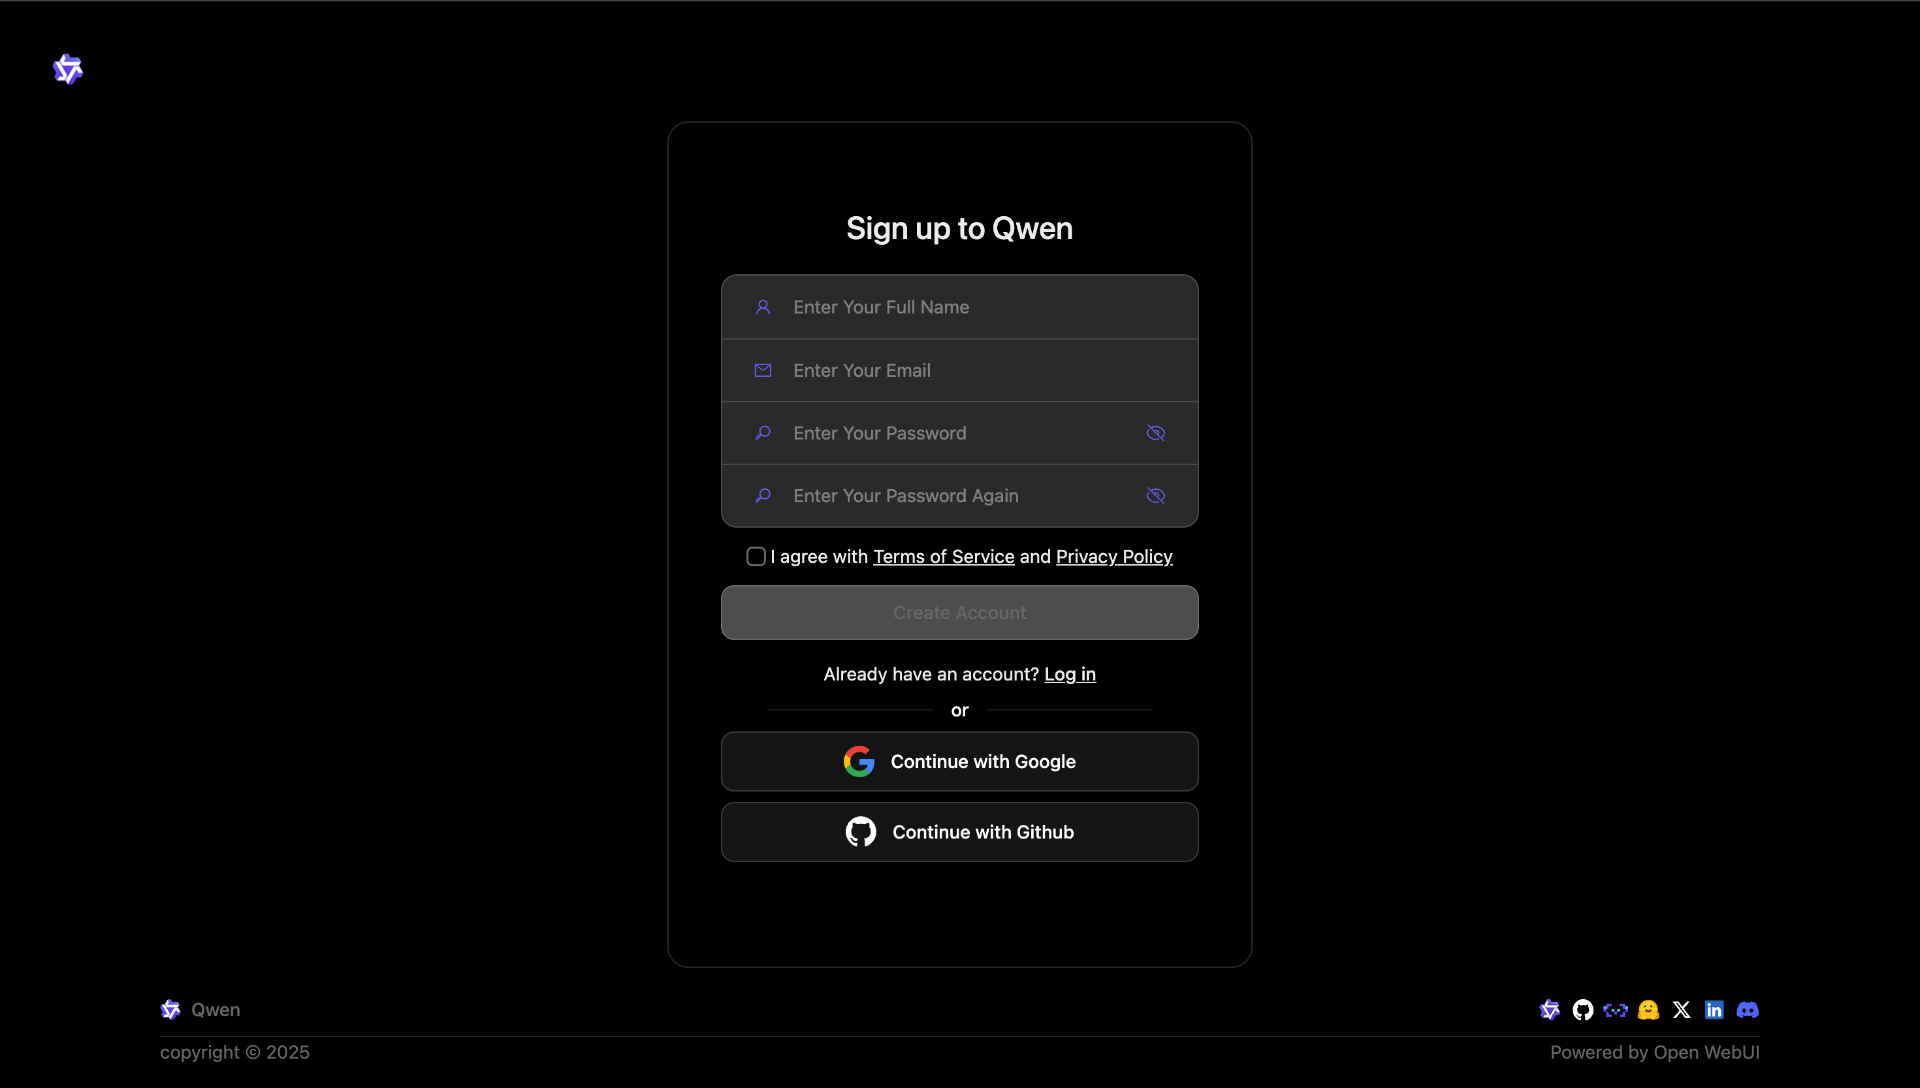 Sign up to Qwen
Enter Your Full Name
Enter Your Email
Enter Your Password
Enter Your Password Again
I agree with Terms of Service and Privacy Policy
Create Account
Already have an account? Log in
or
Continue with Google
Continue with Github
Qwen
copyright © 2025
Powered by Open WebUI